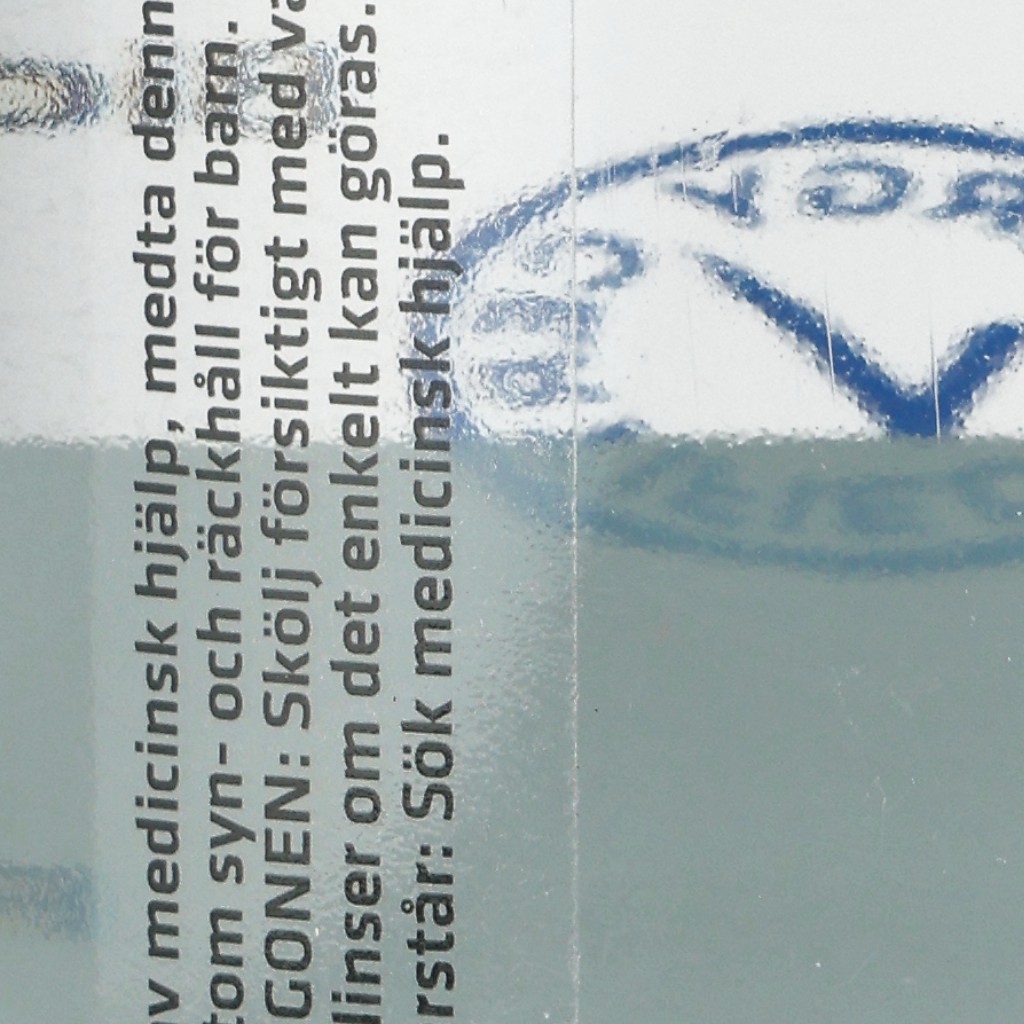 v medicinsk hjälp, medta denn
tom syn- och räckhåll för barn.
GONEN: Skölj försiktigt med va
linser om det enkelt kan göras.
rstår: Sök medicinsk hjälp.